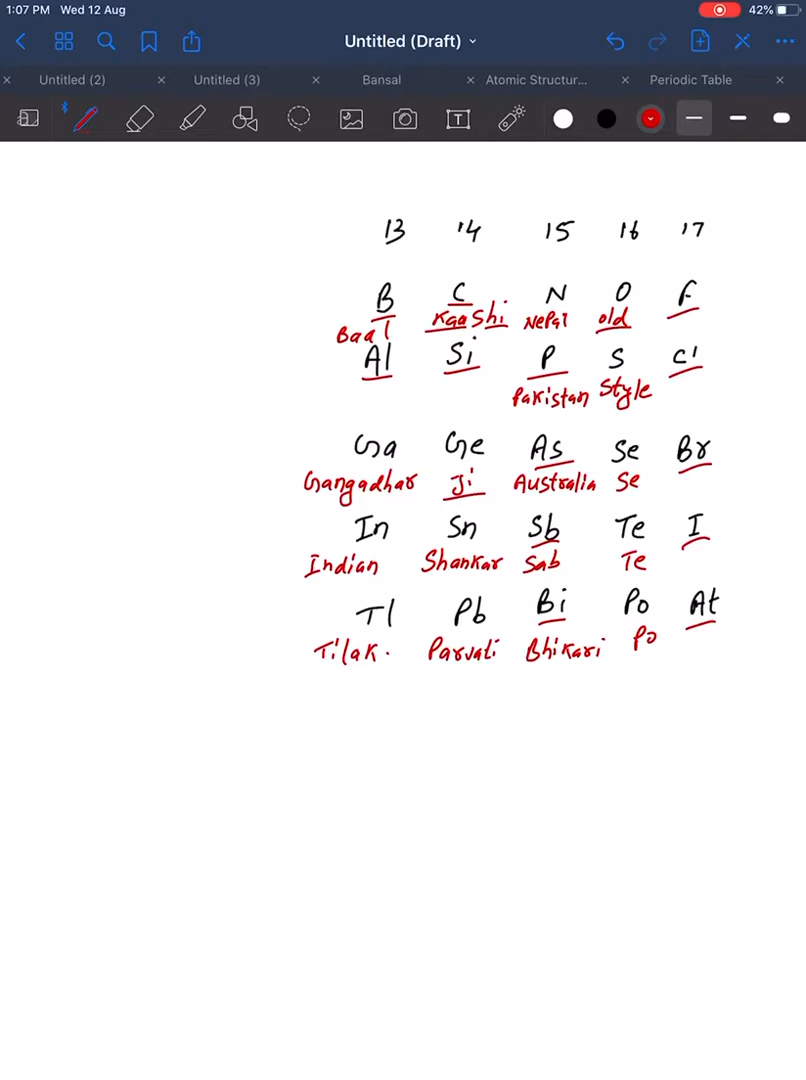 1:07 PM Wed 12 Aug 42%
Untitled (Draft)
Untitled (2) Untitled (3) Bansal Atomic Structur... Periodic Table
T
13 14 15 16 17
B C N O F
Baal Kaashi Nepal old
Al Si P S Cl
Pakistan Style
Ga Ge As Se Br
Gangadhar Ji Australia Se
In Sn Sb Te I
Indian Shankar Sab Te
Tl Pb Bi Po At
Tilak. Parvati Bhikari Po